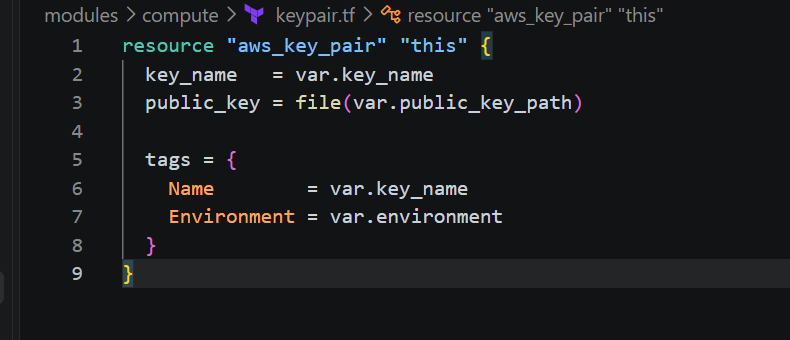 modules > compute > keypair.tf > resource "aws_key_pair" "this"
1 resource "aws_key_pair" "this" {
2   key_name   = var.key_name
3   public_key = file(var.public_key_path)
4
5   tags = {
6     Name        = var.key_name
7     Environment = var.environment
8   }
9 }